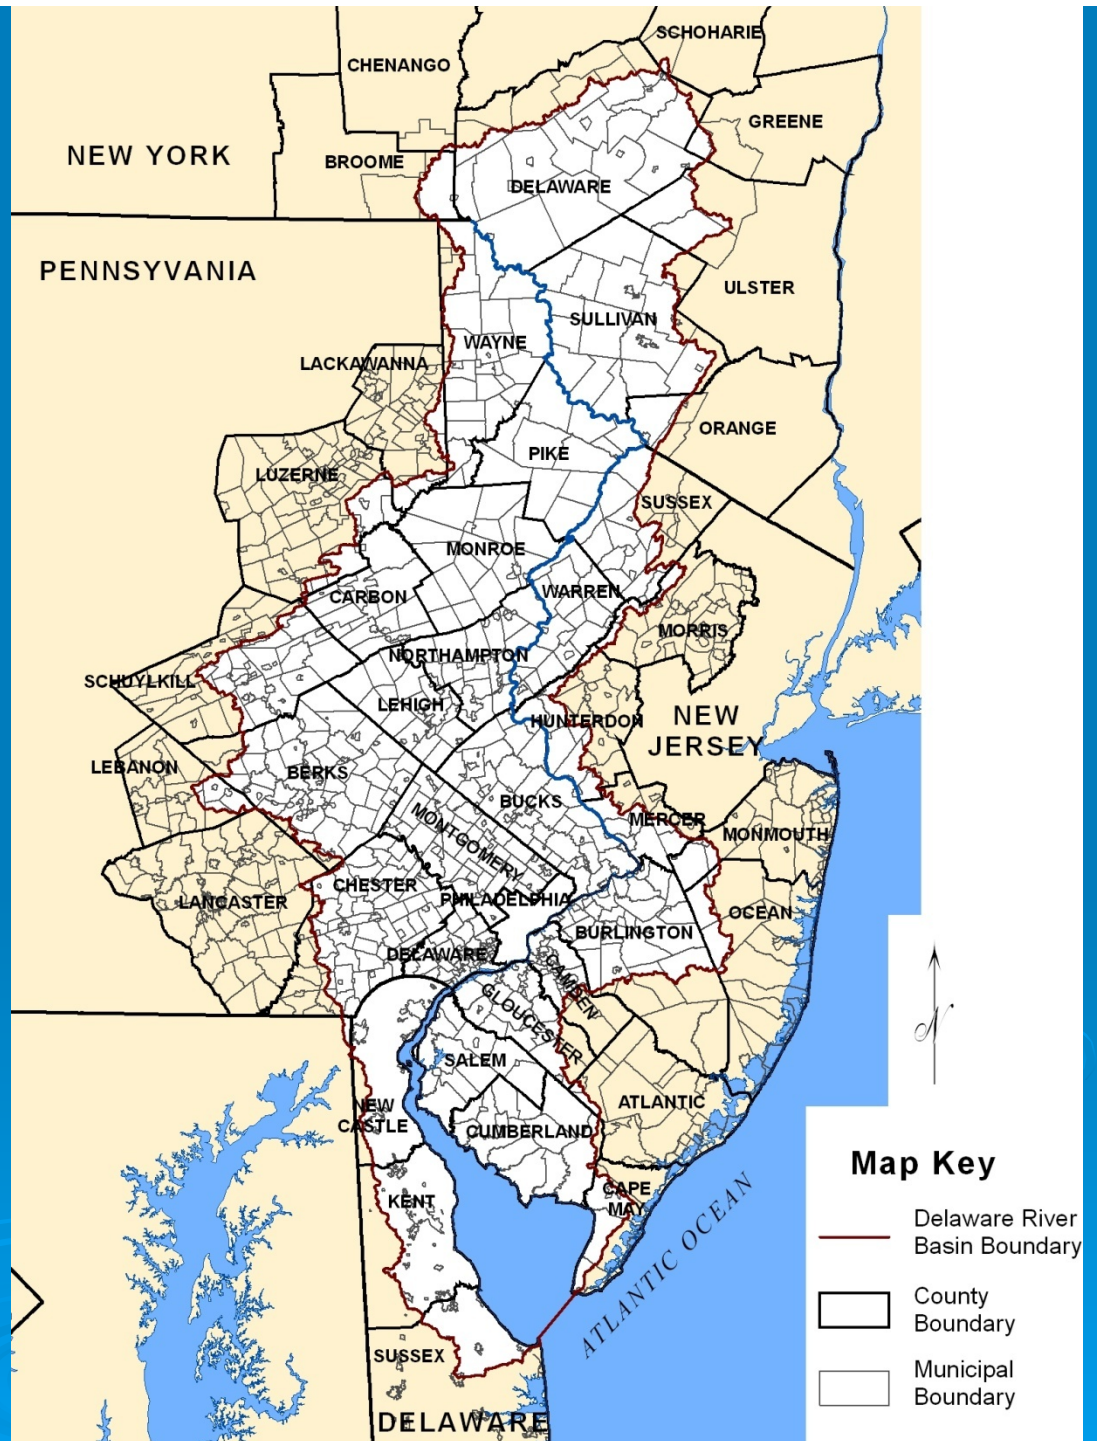 SCHOHARIE
CHENANGO
GREENE
NEW YORK
BROOME
DELAWARE
PENNSYVANIA
ULSTER
SULLIVAN
WAYNE
LACKAWANNA
ORANGE
PIKE
LUZERNE
SUSSEX
MONROE
WARREN
CARBON
MORRIS
NORTHAMPTON
SCHUYLKILL
LEHIGH
HUNTERDON
NEW
JERSEY
LEBANON
BERKS
BUCKS
MERCER
MONMOUTH
MONTGOMERY
CHESTER
PHILADELPHIA
LANCASTER
OCEAN
BURLINGTON
DELAWARE
CAMDEN
GLOUCESTER
N
SALEM
NEW
CASTLE
ATLANTIC
CUMBERLAND
KENT
CAPE
MAY
ATLANTIC OCEAN
SUSSEX
DELAWARE
Map Key
Delaware River
Basin Boundary
County
Boundary
Municipal
Boundary